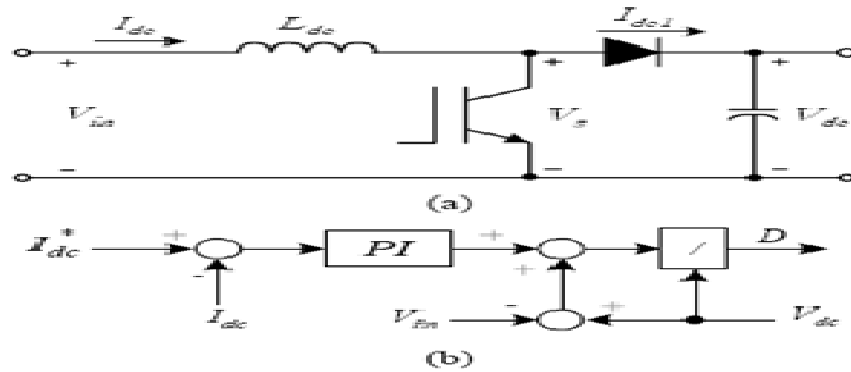 I_dc L_dc I_dc1
+ + +
V_in V_s V_dc
- - -
(a)
I*_dc + PI + / D
- +
I_dc V_in - + V_dc
(b)